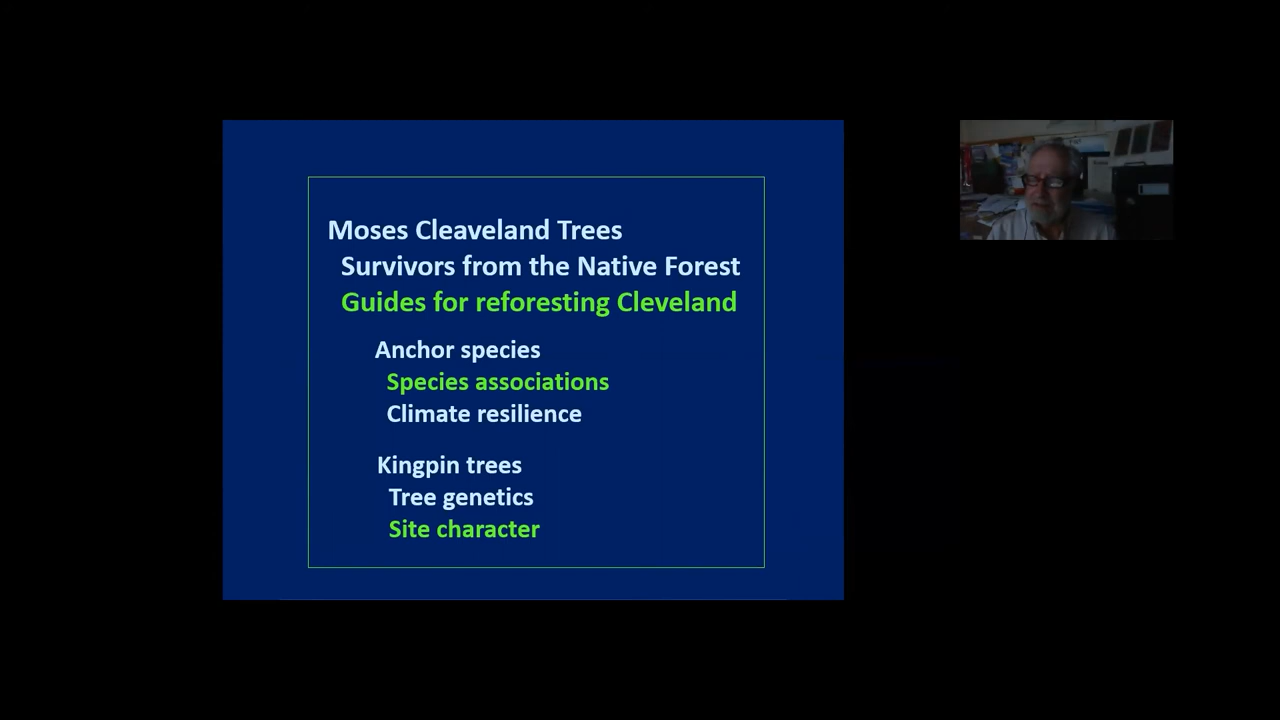 Moses Cleaveland Trees
Survivors from the Native Forest
Guides for reforesting Cleveland
Anchor species
Species associations
Climate resilience
Kingpin trees
Tree genetics
Site character